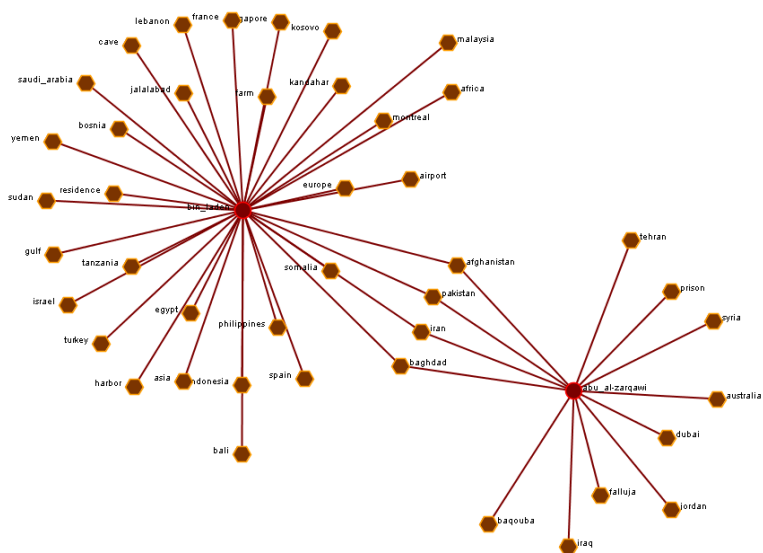 france
gapore
lebanon
kosovo
cave
malaysia
saudi_arabia
jalalabad
farm
kandahar
africa
bosnia
montreal
yemen
residence
europe
airport
sudan
bin_laden
tehran
gulf
tanzania
somalia
afghanistan
prison
pakistan
israel
egypt
syria
philippines
iran
turkey
baghdad
harbor
asia
ndonesia
spain
abu_al-zarqawi
australia
dubai
bali
falluja
jordan
baqouba
iraq